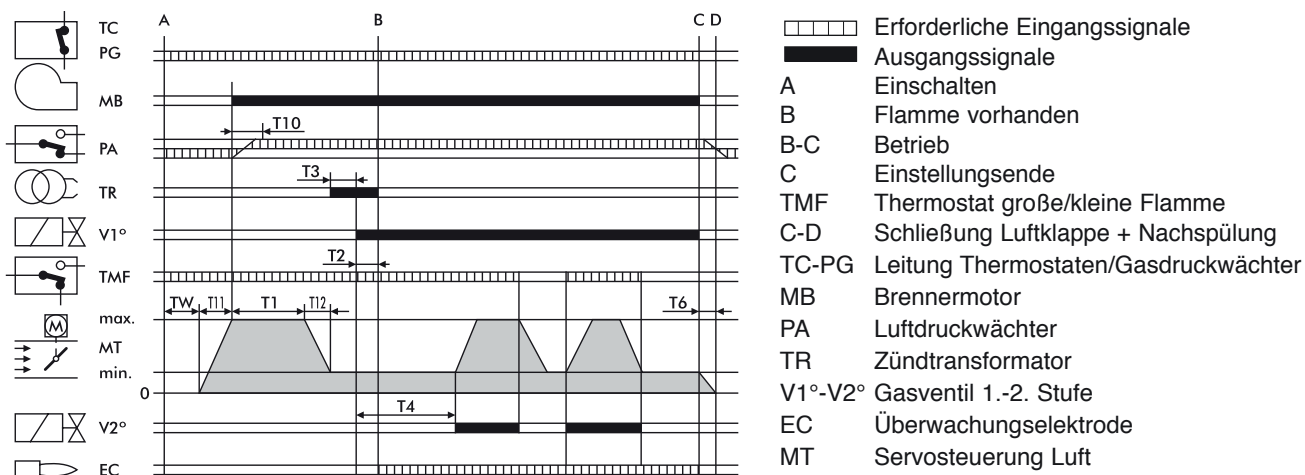 A B C D
TC
PG
MB
T10
PA
T3
TR
V1°
T2
TMF
TW T11 T1 T12 T6
max.
M
MT
min.
0
T4
V2°
EC
Erforderliche Eingangssignale
Ausgangssignale
A Einschalten
B Flamme vorhanden
B-C Betrieb
C Einstellungsende
TMF Thermostat große/kleine Flamme
C-D Schließung Luftklappe + Nachspülung
TC-PG Leitung Thermostaten/Gasdruckwächter
MB Brennermotor
PA Luftdruckwächter
TR Zündtransformator
V1°-V2° Gasventil 1.-2. Stufe
EC Überwachungselektrode
MT Servosteuerung Luft